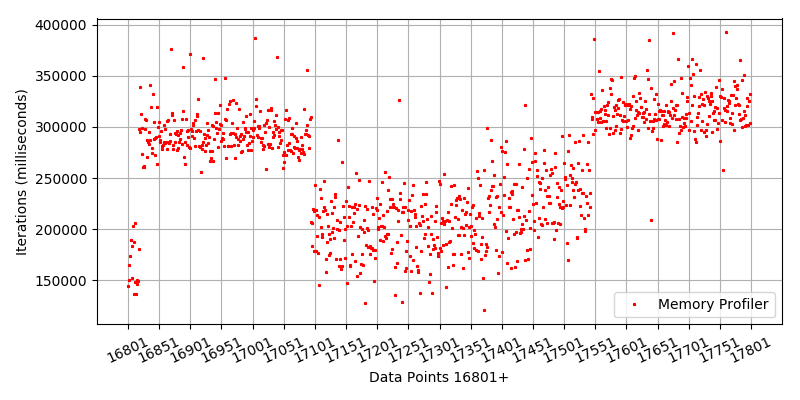 400000
350000
300000
250000
200000
150000
Iterations (milliseconds)
Memory Profiler
16801 16851 16901 16951 17001 17051 17101 17151 17201 17251 17301 17351 17401 17451 17501 17551 17601 17651 17701 17751 17801
Data Points 16801+